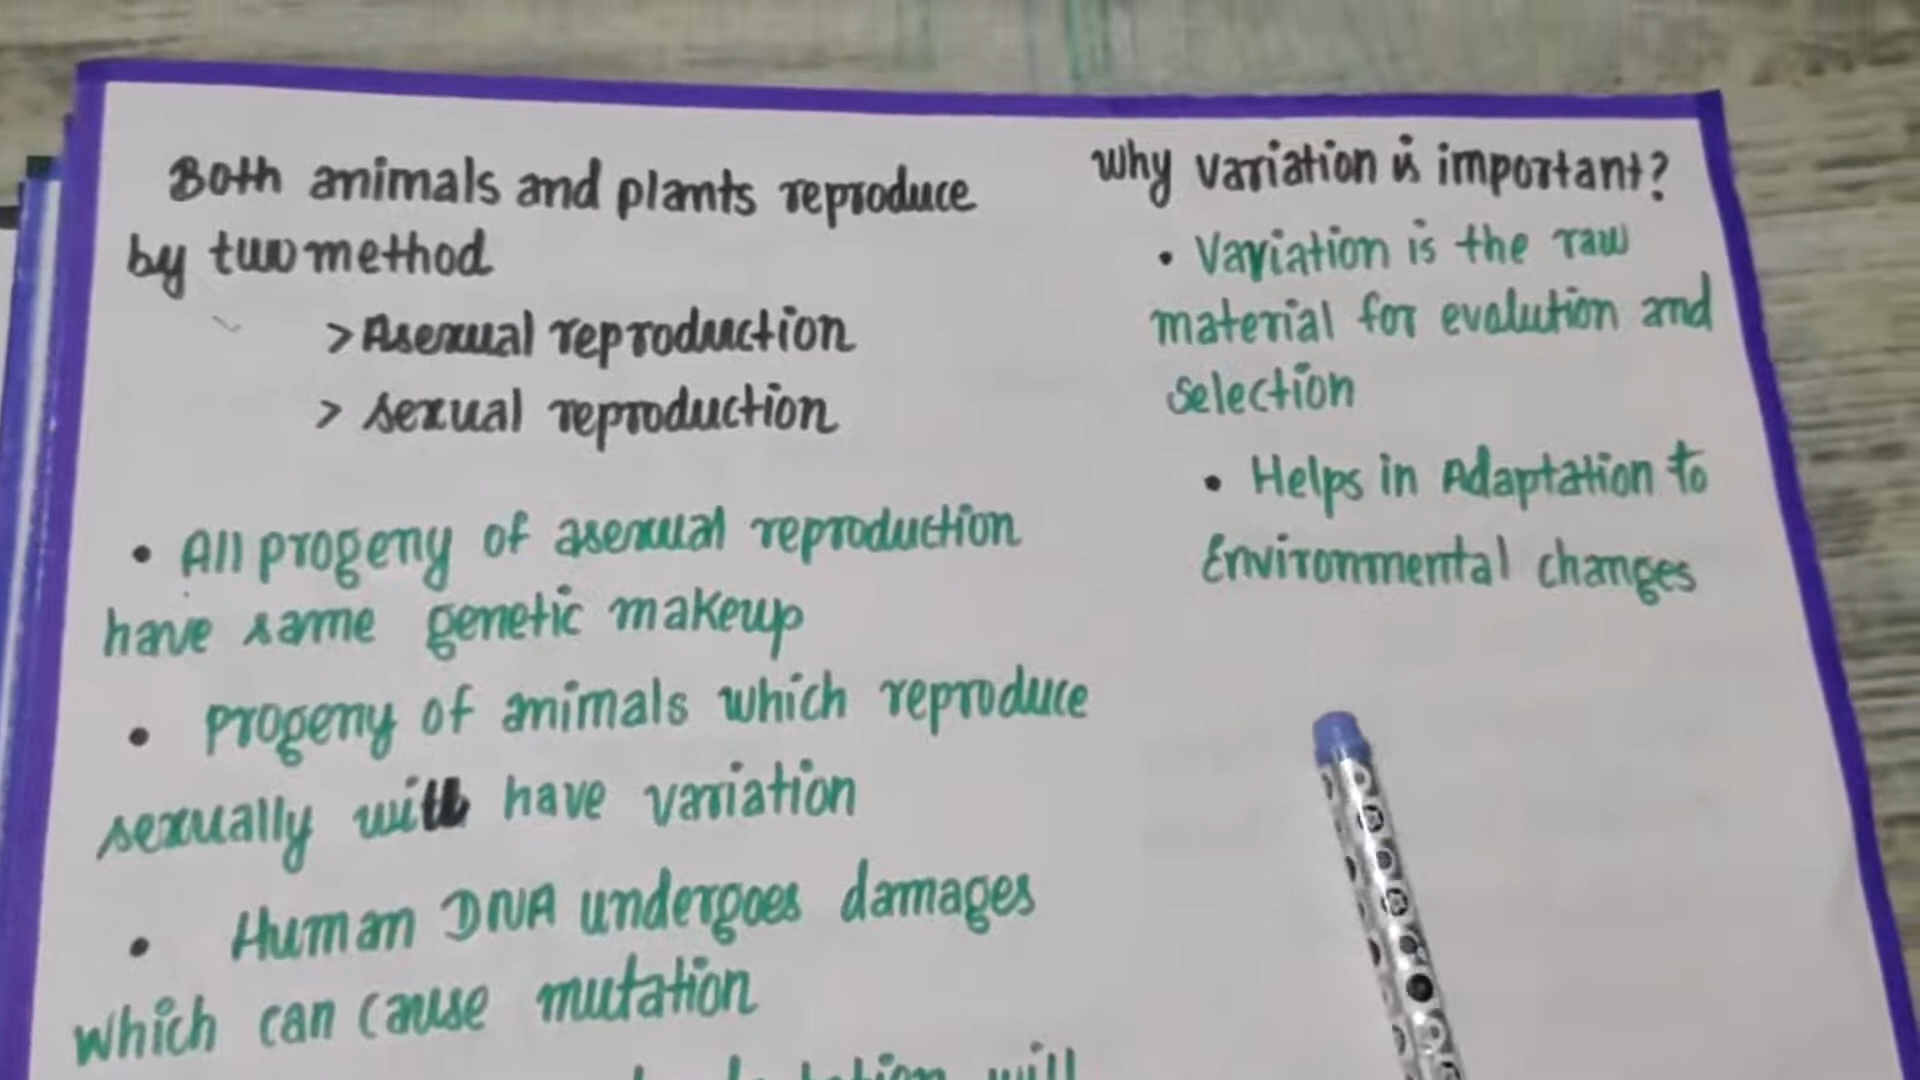 Both animals and plants reproduce
by two method
> Asexual reproduction
> sexual reproduction
• All progeny of asexual reproduction
have same genetic makeup
• Progeny of animals which reproduce
sexually will have variation
• Human DNA undergoes damages
which can cause mutation
will
why variation is important?
• Variation is the raw
material for evolution and
selection
• Helps in Adaptation to
Environmental changes